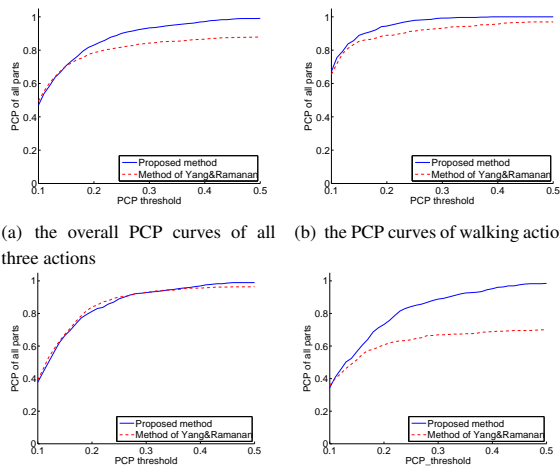 1
0.8
0.6
0.4
0.2
0
PCP of all parts
0.1 0.2 0.3 0.4 0.5
PCP threshold
Proposed method
Method of Yang&Ramanan
1
0.8
0.6
0.4
0.2
0
PCP of all parts
0.1 0.2 0.3 0.4 0.5
PCP threshold
Proposed method
Method of Yang&Ramanan
(a) the overall PCP curves of all
three actions
(b) the PCP curves of walking actio
1
0.8
0.6
0.4
0.2
0
PCP of all parts
0.1 0.2 0.3 0.4 0.5
PCP threshold
Proposed method
Method of Yang&Ramanan
1
0.8
0.6
0.4
0.2
0
PCP of all parts
0.1 0.2 0.3 0.4 0.5
PCP_threshold
Proposed method
Method of Yang&Ramanan